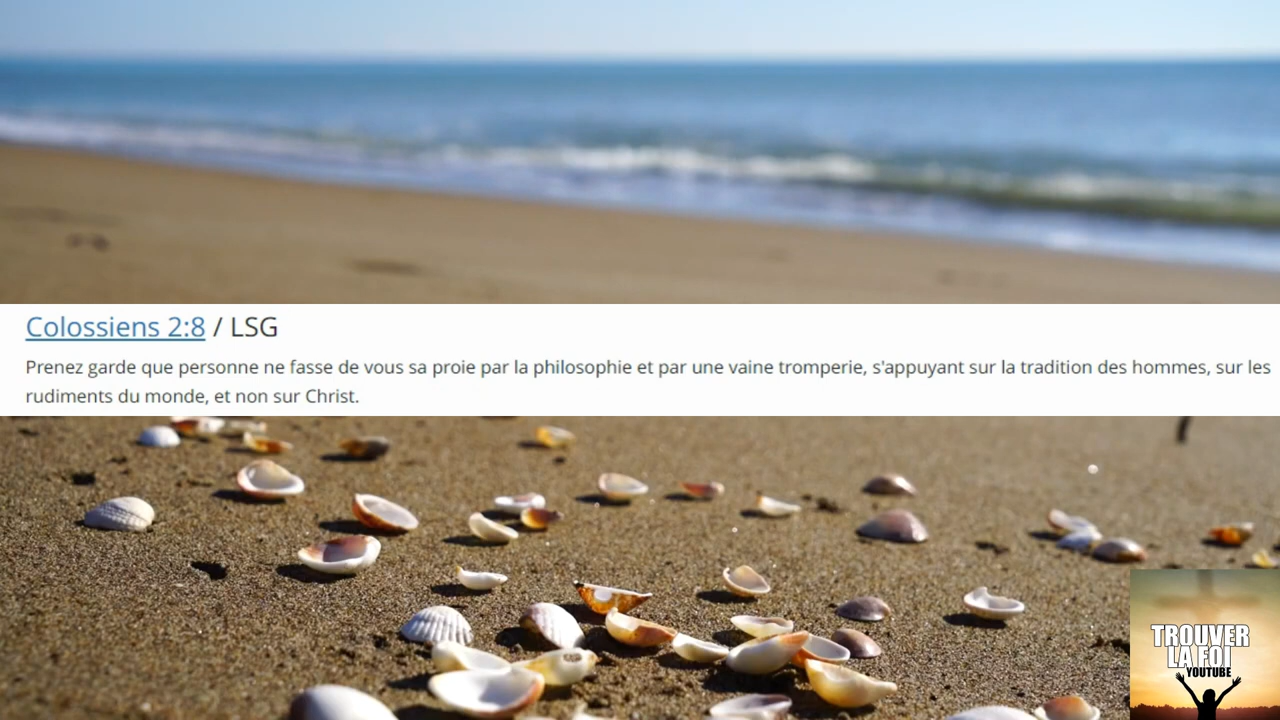 Colossiens 2:8 / LSG
Prenez garde que personne ne fasse de vous sa proie par la philosophie et par une vaine tromperie, s'appuyant sur la tradition des hommes, sur les
rudiments du monde, et non sur Christ.
TROUVER
LA FOI
YOUTUBE